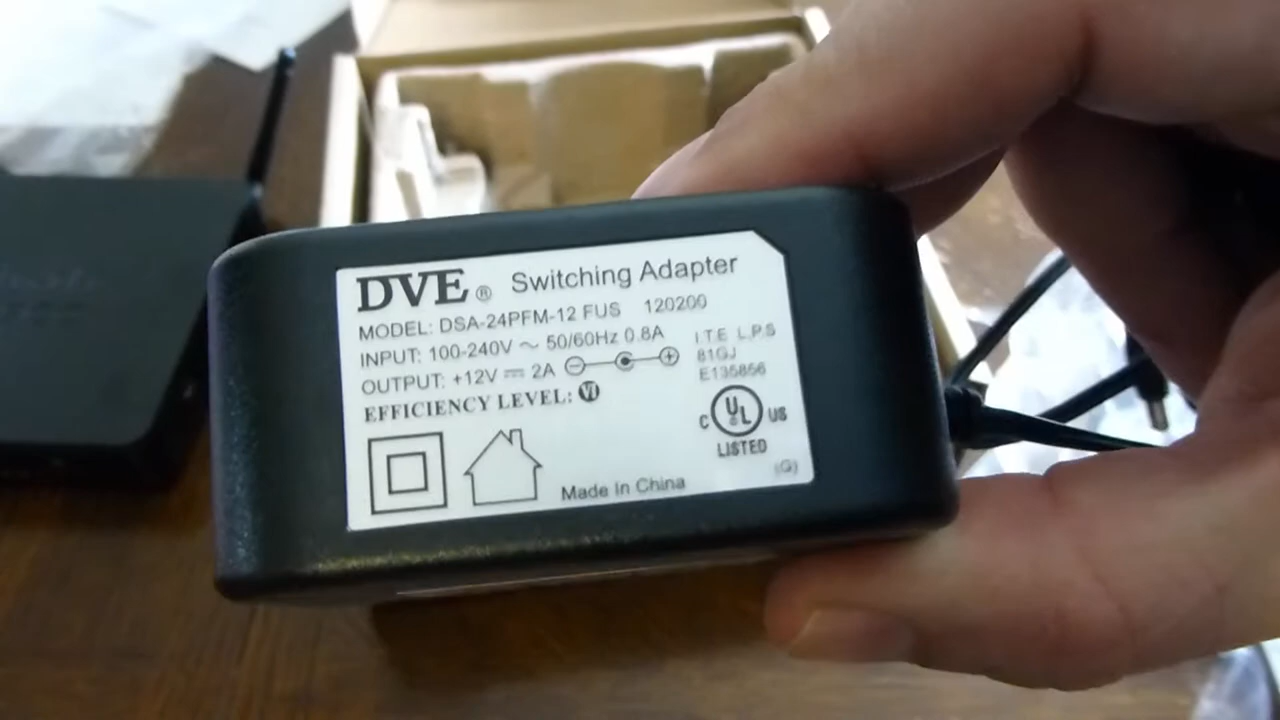 DVE® Switching Adapter
MODEL: DSA-24PFM-12 FUS 120200
INPUT: 100-240V ~ 50/60Hz 0.8A
OUTPUT: +12V ⎓ 2A
EFFICIENCY LEVEL: VI
I.T.E L.P.S
81GJ
E135856
C UL US
LISTED
(G)
Made in China